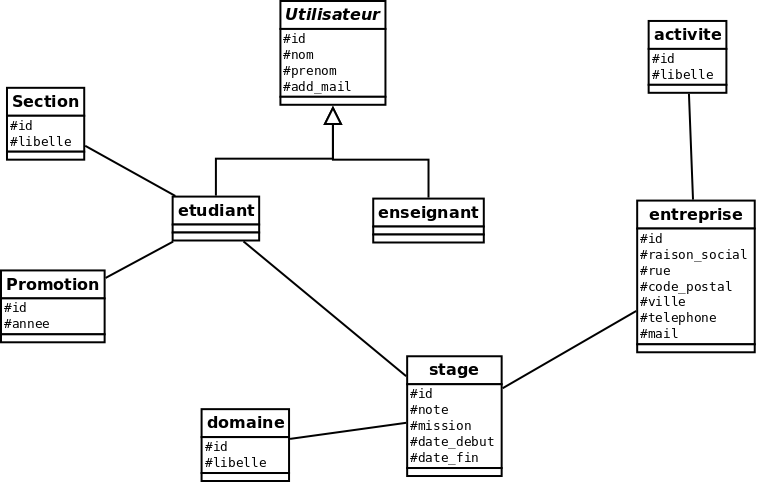 Utilisateur
#id
#nom
#prenom
#add_mail
activite
#id
#libelle
Section
#id
#libelle
etudiant
enseignant
entreprise
#id
#raison_social
#rue
#code_postal
#ville
#telephone
#mail
Promotion
#id
#annee
stage
#id
#note
#mission
#date_debut
#date_fin
domaine
#id
#libelle